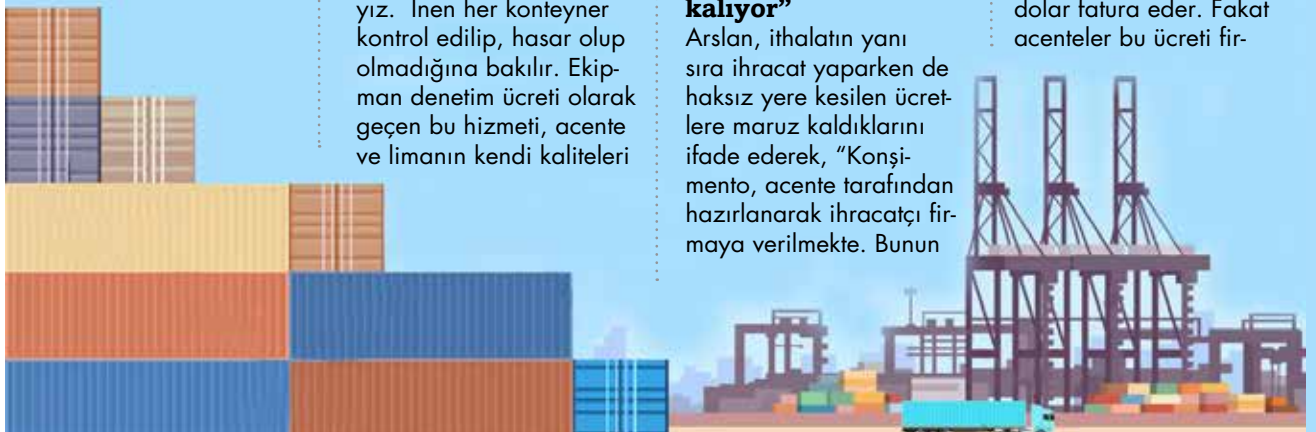 yız. İnen her konteyner
kontrol edilip, hasar olup
olmadığına bakılır. Ekip-
man denetim ücreti olarak
geçen bu hizmeti, acente
ve limanın kendi kaliteleri
kalıyor”
Arslan, ithalatın yanı
sıra ihracat yaparken de
haksız yere kesilen ücret-
lere maruz kaldıklarını
ifade ederek, “Konşi-
mento, acente tarafından
hazırlanarak ihracatçı fir-
maya verilmekte. Bunun
dolar fatura eder. Fakat
acenteler bu ücreti fir-